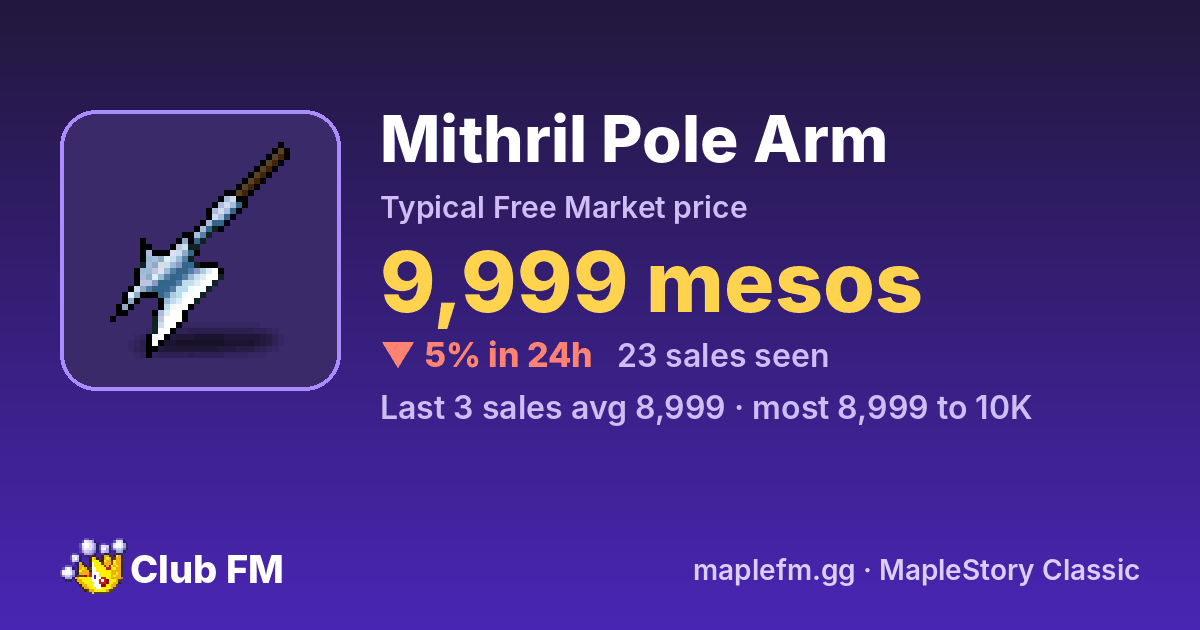 Mithril Pole Arm
Typical Free Market price
9,999 mesos
▼ 5% in 24h 23 sales seen
Last 3 sales avg 8,999 · most 8,999 to 10K
Club FM
maplefm.gg · MapleStory Classic